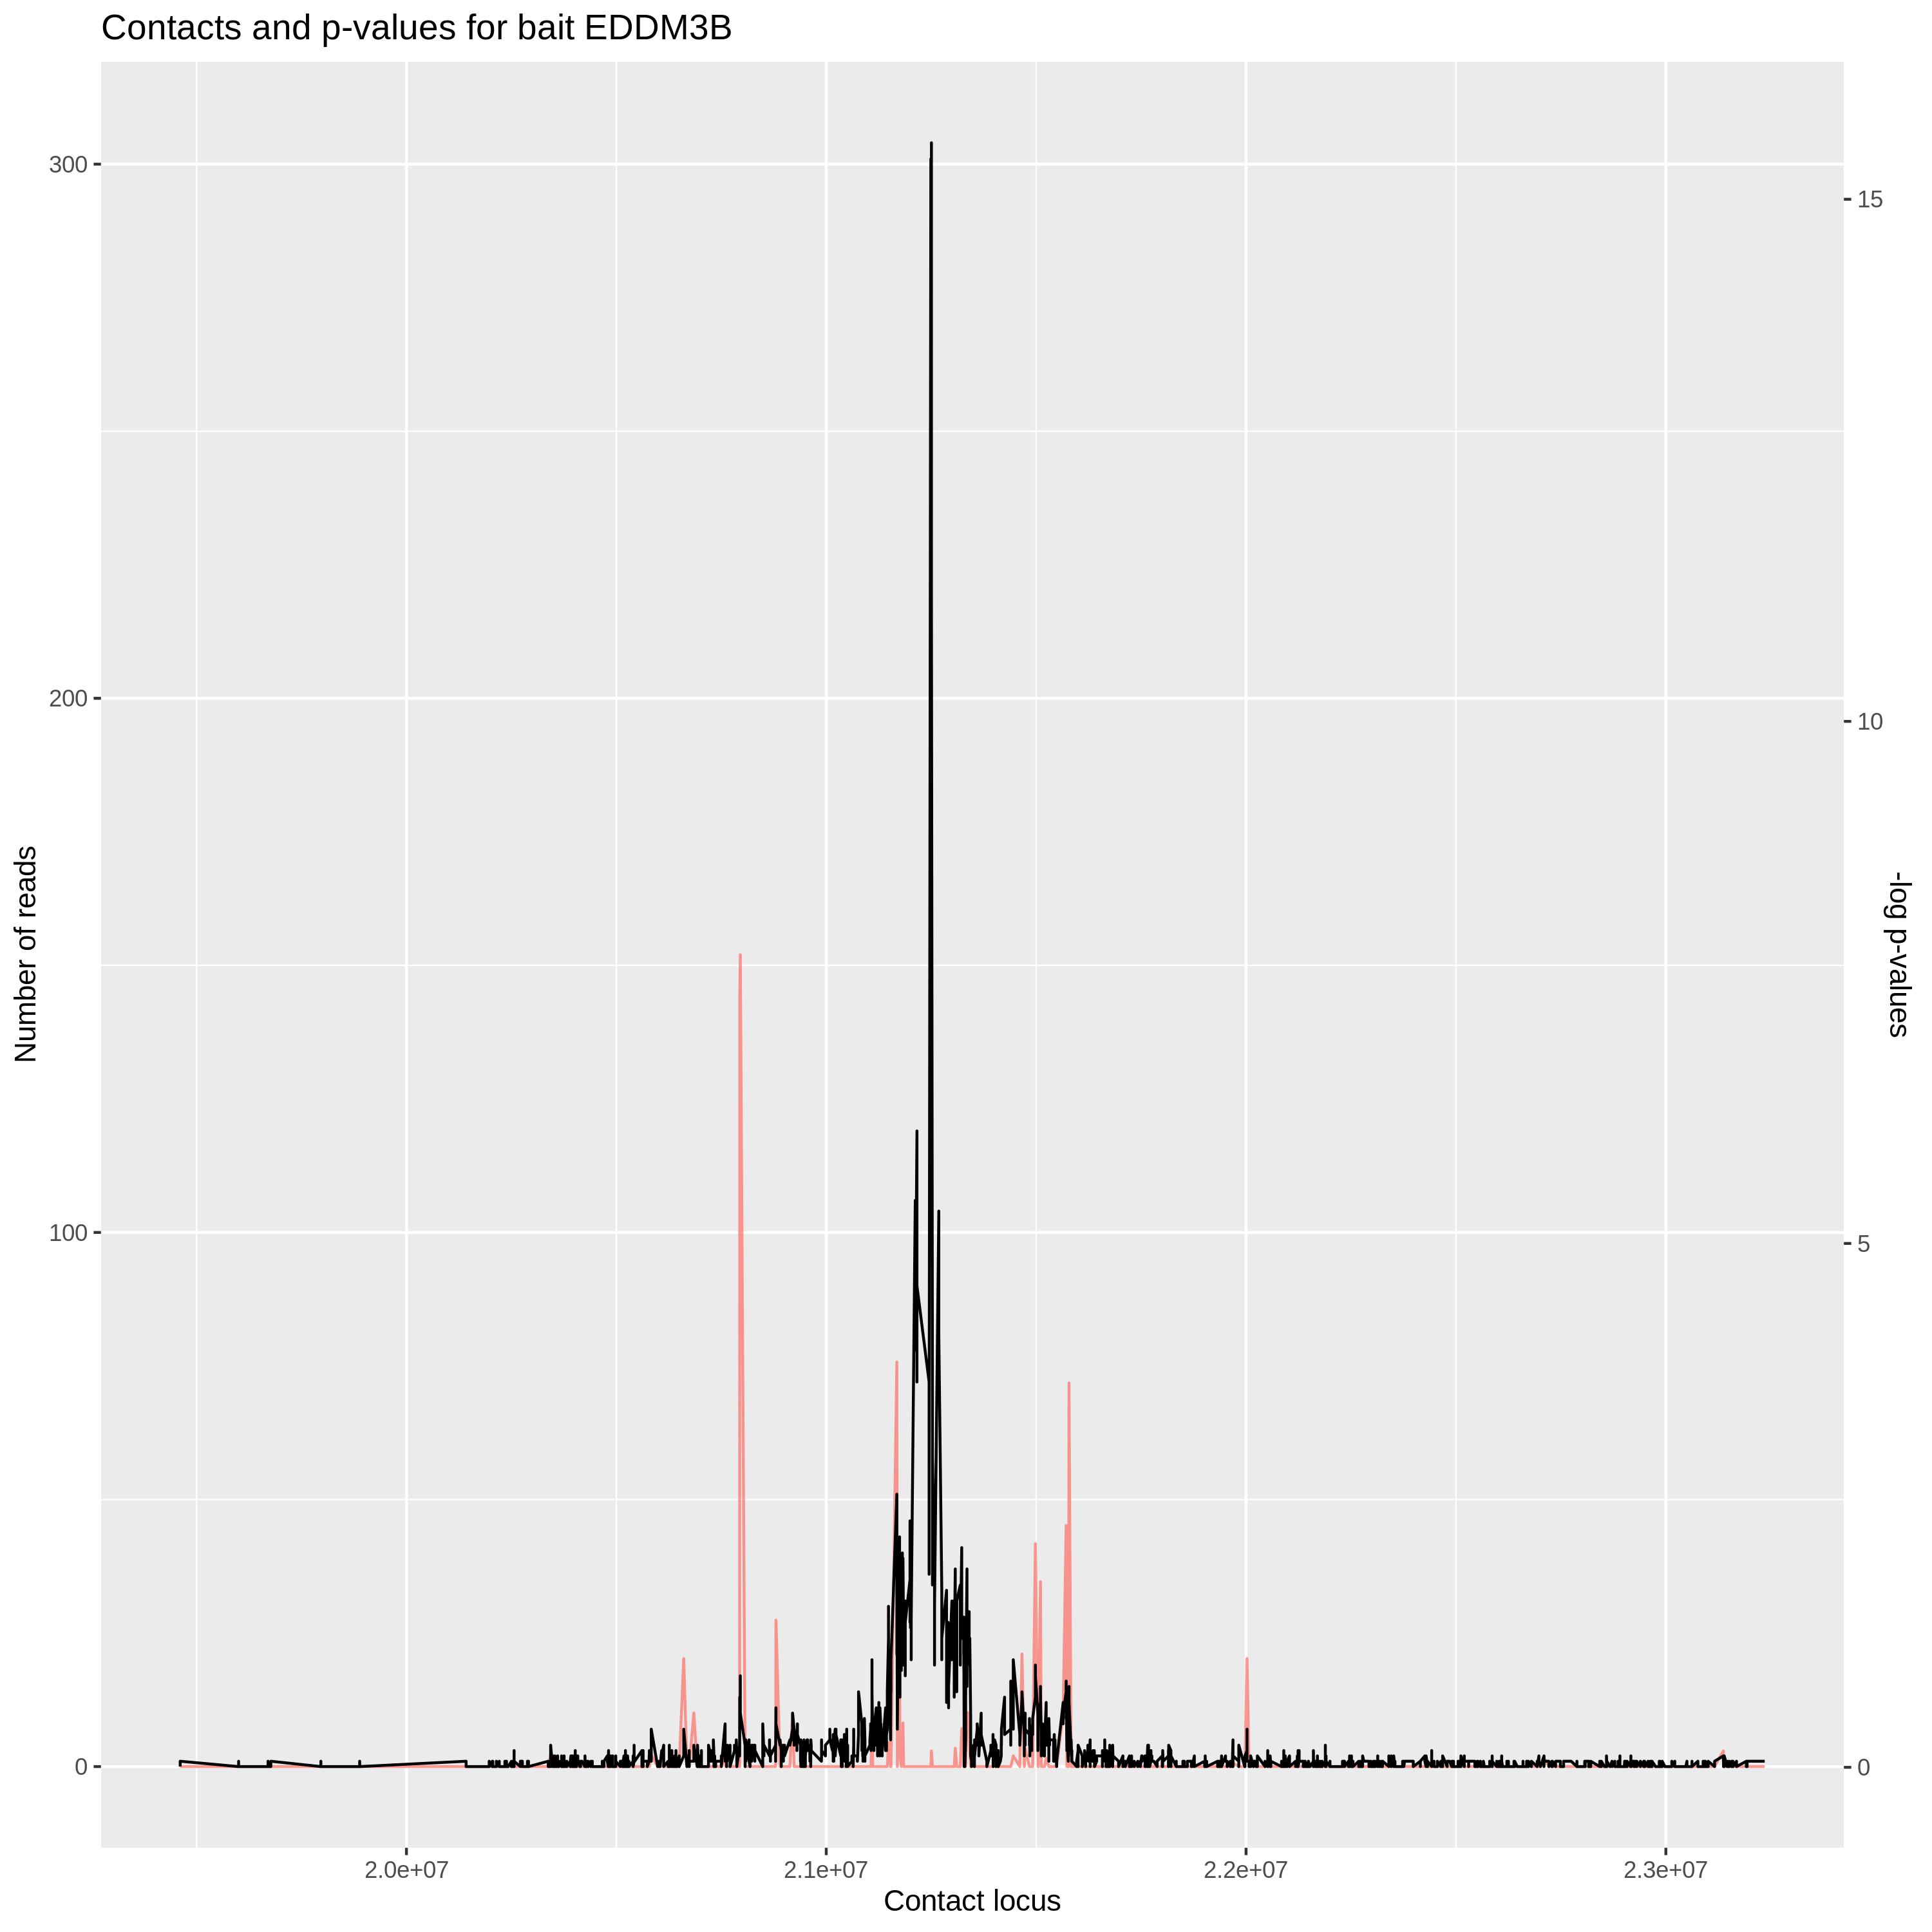 Contacts and p-values for bait EDDM3B
300
200
100
0
Number of reads
15
10
5
0
-log p-values
2.0e+07
2.1e+07
2.2e+07
2.3e+07
Contact locus